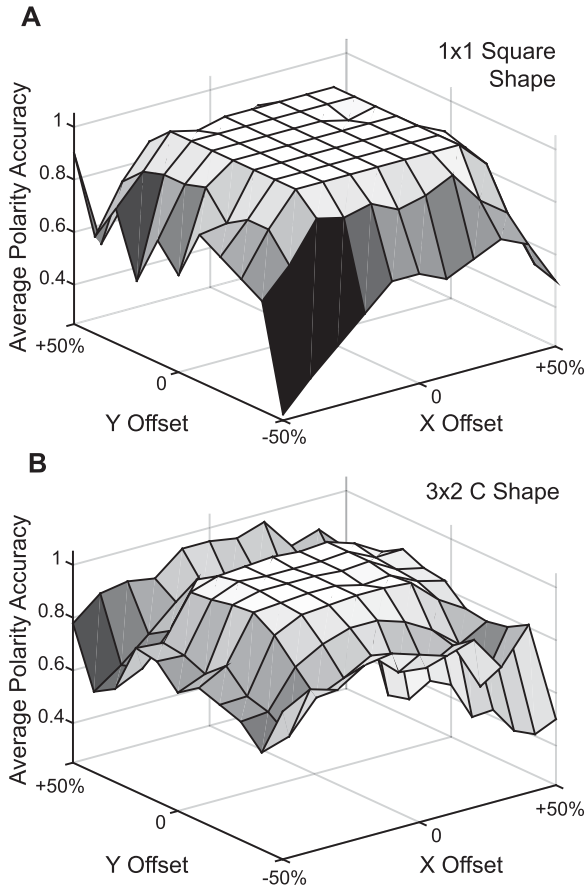 A
1x1 Square
Shape
Average Polarity Accuracy
1
0.8
0.6
0.4
+50%
0
-50%
0
+50%
Y Offset
X Offset
B
3x2 C Shape
Average Polarity Accuracy
1
0.8
0.6
0.4
+50%
0
-50%
0
+50%
Y Offset
X Offset